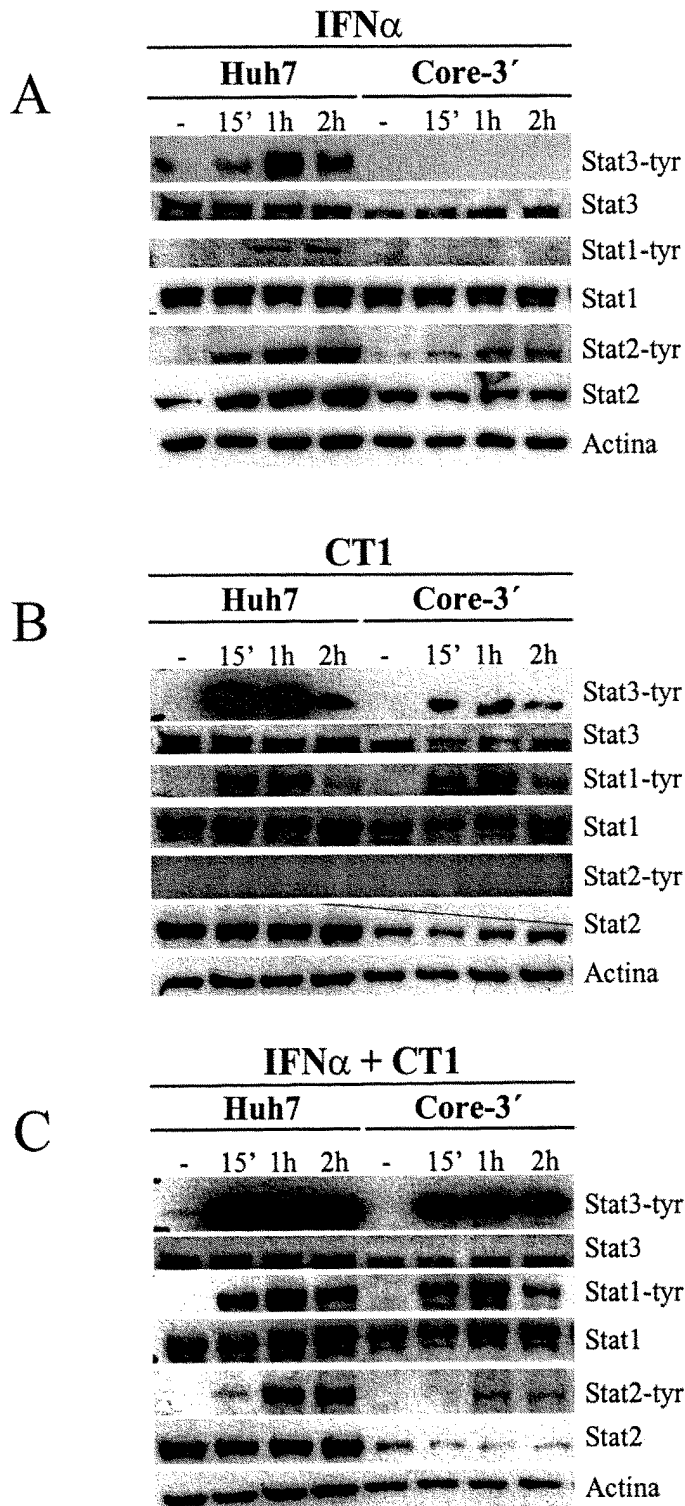 IFNα
A
Huh7 Core-3´
- 15’ 1h 2h - 15’ 1h 2h
Stat3-tyr
Stat3
Stat1-tyr
Stat1
Stat2-tyr
Stat2
Actina
CT1
B
Huh7 Core-3´
- 15’ 1h 2h - 15’ 1h 2h
Stat3-tyr
Stat3
Stat1-tyr
Stat1
Stat2-tyr
Stat2
Actina
IFNα + CT1
C
Huh7 Core-3´
- 15’ 1h 2h - 15’ 1h 2h
Stat3-tyr
Stat3
Stat1-tyr
Stat1
Stat2-tyr
Stat2
Actina